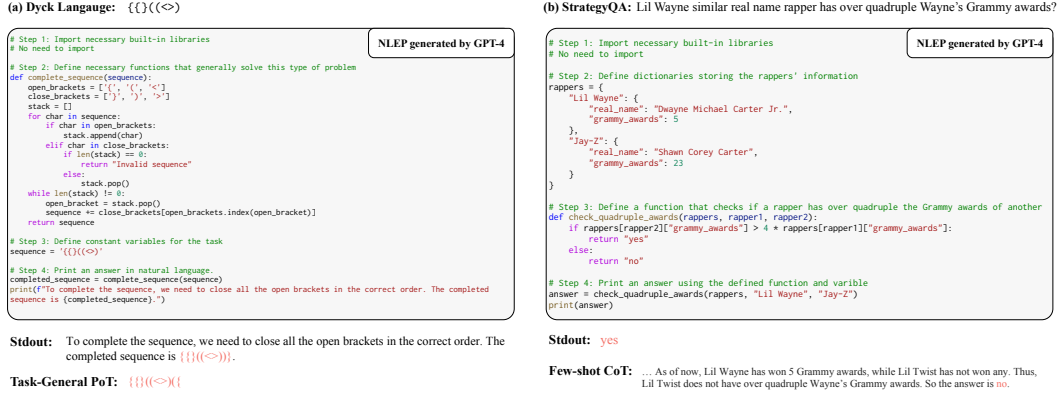 (a) Dyck Langauge: {{}((<>)
NLEP generated by GPT-4
# Step 1: Import necessary built-in libraries
# No need to import
# Step 2: Define necessary functions that generally solve this type of problem
def complete_sequence(sequence):
    open_brackets = ['{', '(', '<']
    close_brackets = ['}', ')', '>']
    stack = []
    for char in sequence:
        if char in open_brackets:
            stack.append(char)
        elif char in close_brackets:
            if len(stack) == 0:
                return "Invalid sequence"
            else:
                stack.pop()
    while len(stack) != 0:
        open_bracket = stack.pop()
        sequence += close_brackets[open_brackets.index(open_bracket)]
    return sequence
# Step 3: Define constant variables for the task
sequence = '{{}((<>)'
# Step 4: Print an answer in natural language.
completed_sequence = complete_sequence(sequence)
print(f"To complete the sequence, we need to close all the open brackets in the correct order. The completed
sequence is {completed_sequence}.")
Stdout: To complete the sequence, we need to close all the open brackets in the correct order. The
completed sequence is {{}((<>))}.
Task-General PoT: {{}((<>)({
(b) StrategyQA: Lil Wayne similar real name rapper has over quadruple Wayne's Grammy awards?
NLEP generated by GPT-4
# Step 1: Import necessary built-in libraries
# No need to import
# Step 2: Define dictionaries storing the rappers' information
rappers = {
    "Lil Wayne": {
        "real_name": "Dwayne Michael Carter Jr.",
        "grammy_awards": 5
    },
    "Jay-Z": {
        "real_name": "Shawn Corey Carter",
        "grammy_awards": 23
    }
}
# Step 3: Define a function that checks if a rapper has over quadruple the Grammy awards of another
def check_quadruple_awards(rappers, rapper1, rapper2):
    if rappers[rapper2]["grammy_awards"] > 4 * rappers[rapper1]["grammy_awards"]:
        return "yes"
    else:
        return "no"
# Step 4: Print an answer using the defined function and varible
answer = check_quadruple_awards(rappers, "Lil Wayne", "Jay-Z")
print(answer)
Stdout: yes
Few-shot CoT: … As of now, Lil Wayne has won 5 Grammy awards, while Lil Twist has not won any. Thus,
Lil Twist does not have over quadruple Wayne's Grammy awards. So the answer is no.